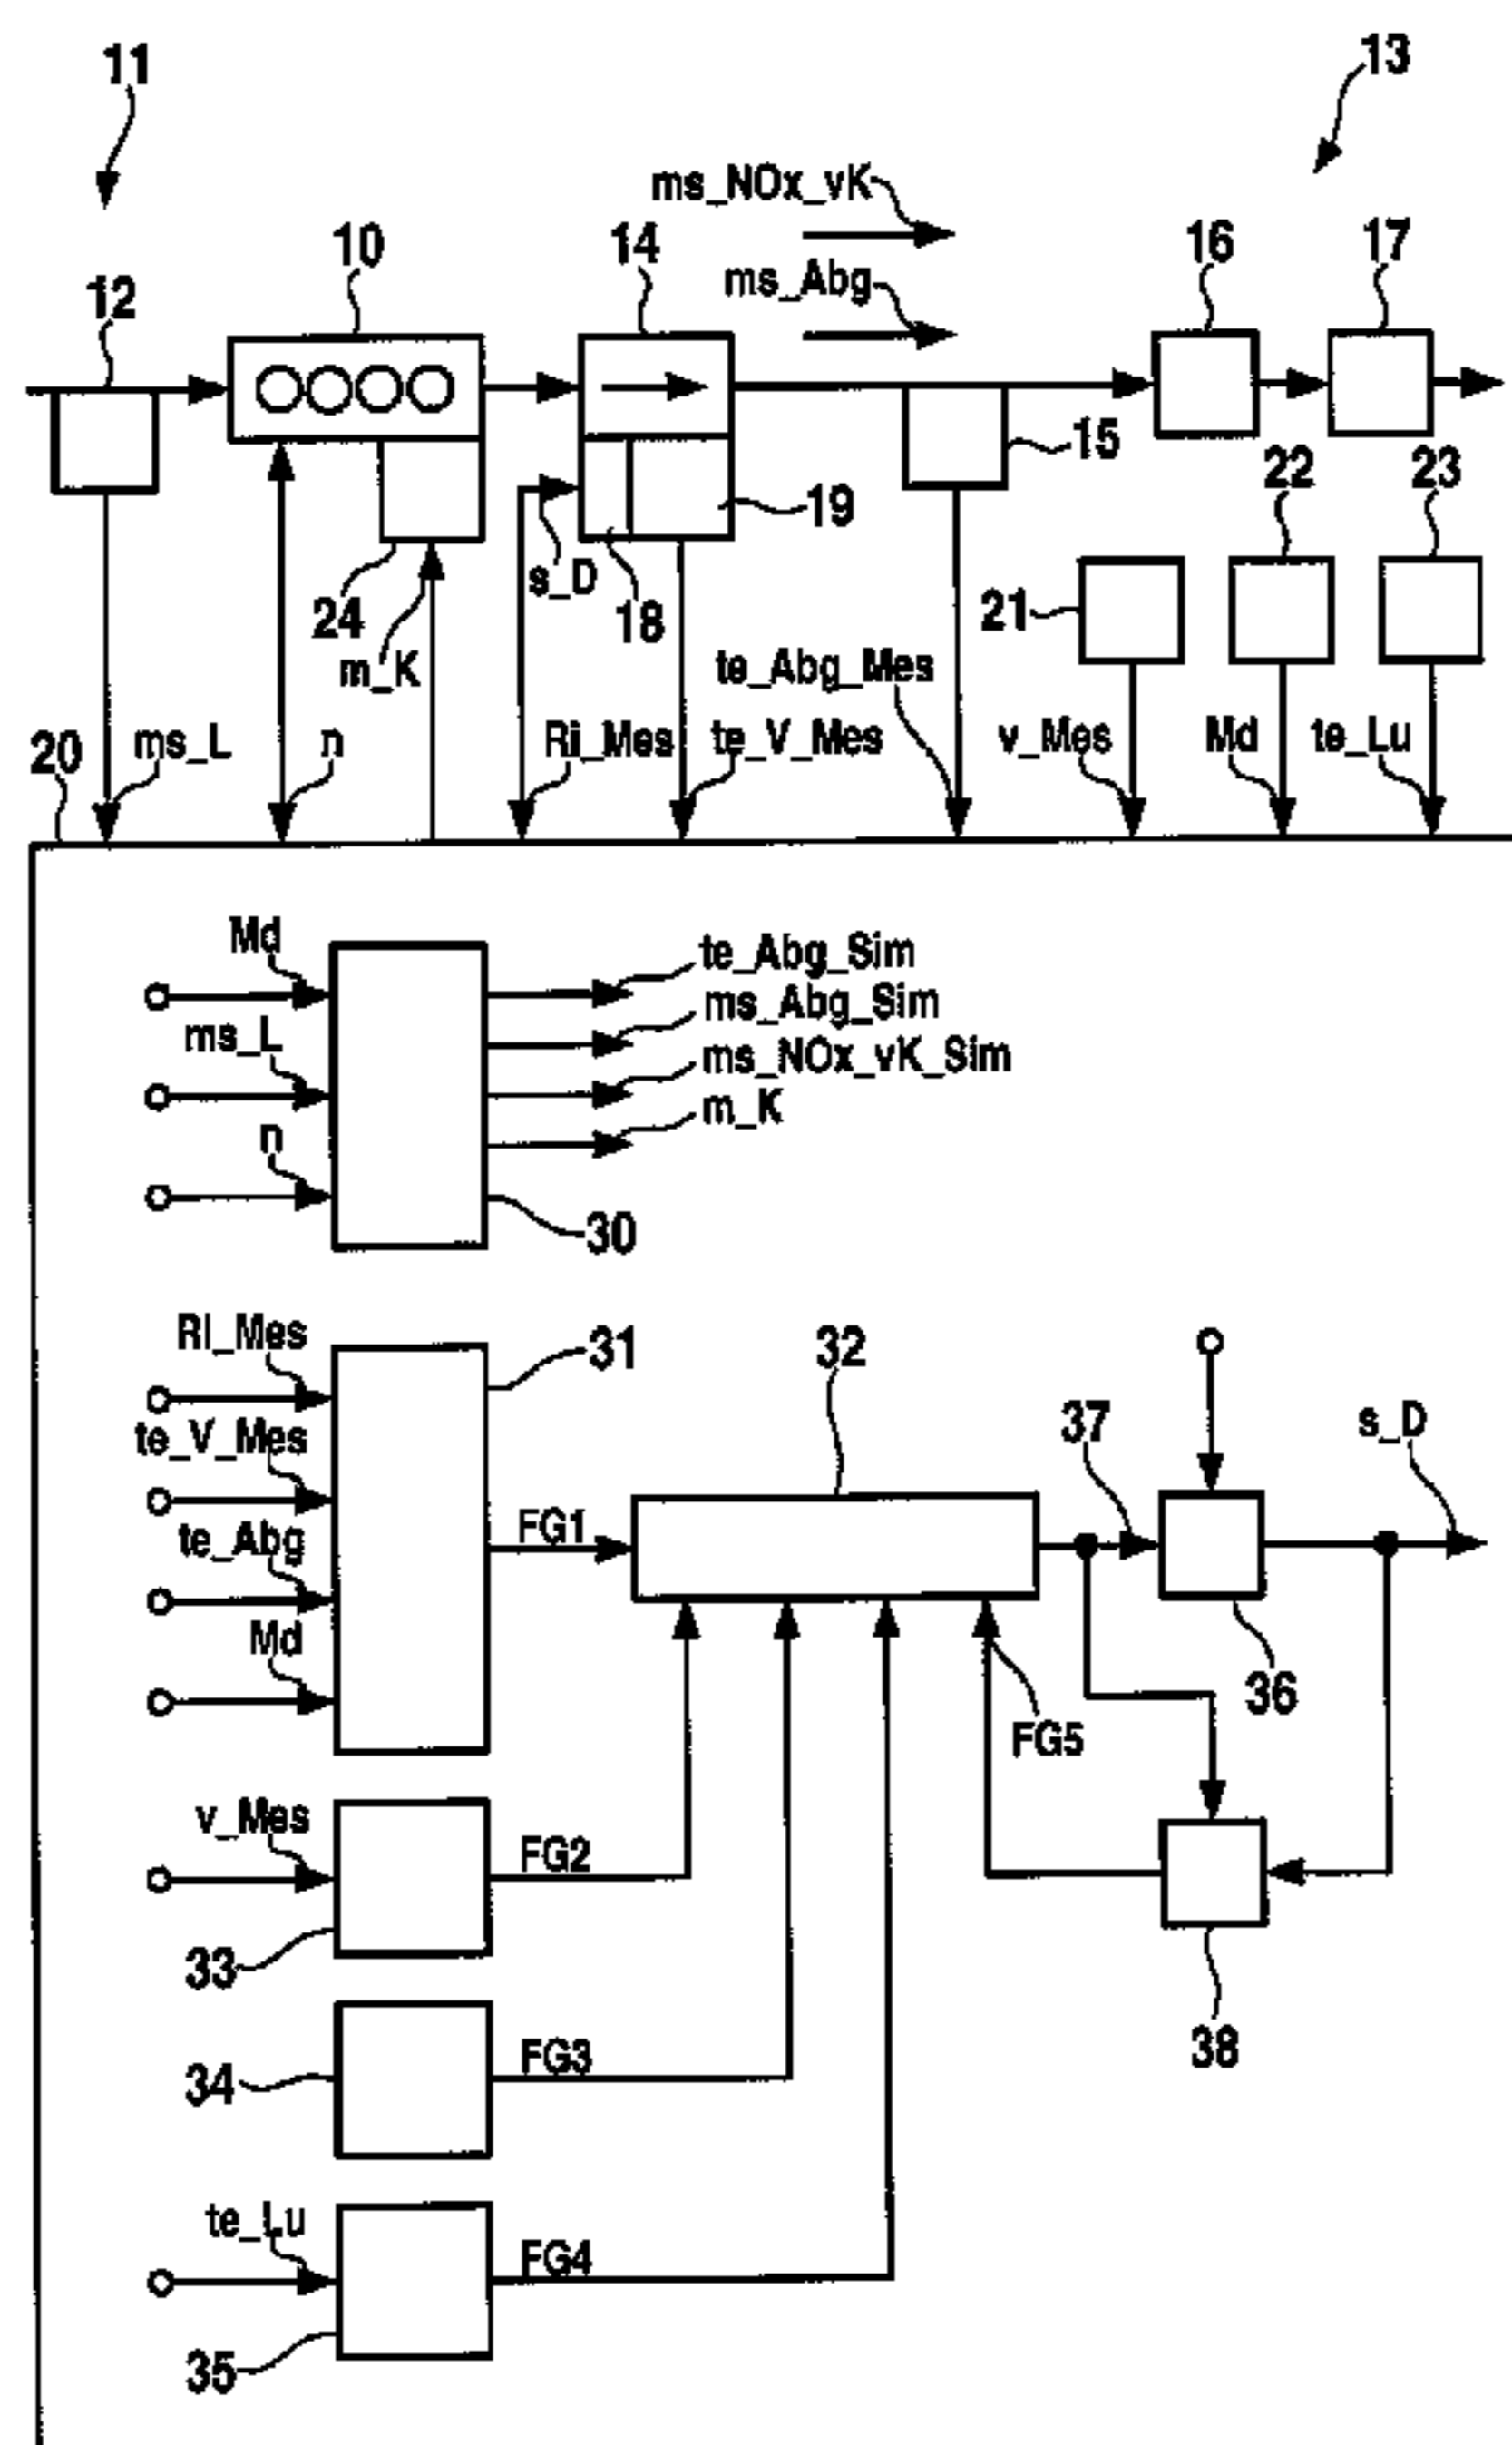 11
13
ms_NOx_vK
10
14
16
17
12
ms_Abg
15
22
23
19
s_D
21
24
18
m_K
te_Abg_Mes
20
ms_L
n
Ri_Mes
te_V_Mes
v_Mes
Md
te_Lu
Md
te_Abg_Sim
ms_Abg_Sim
ms_L
ms_NOx_vK_Sim
m_K
n
30
RI_Mes
31
32
te_V_Mes
37
s_D
FG1
te_Abg
Md
36
FG5
v_Mes
FG2
33
34
FG3
38
te_Lu
FG4
35